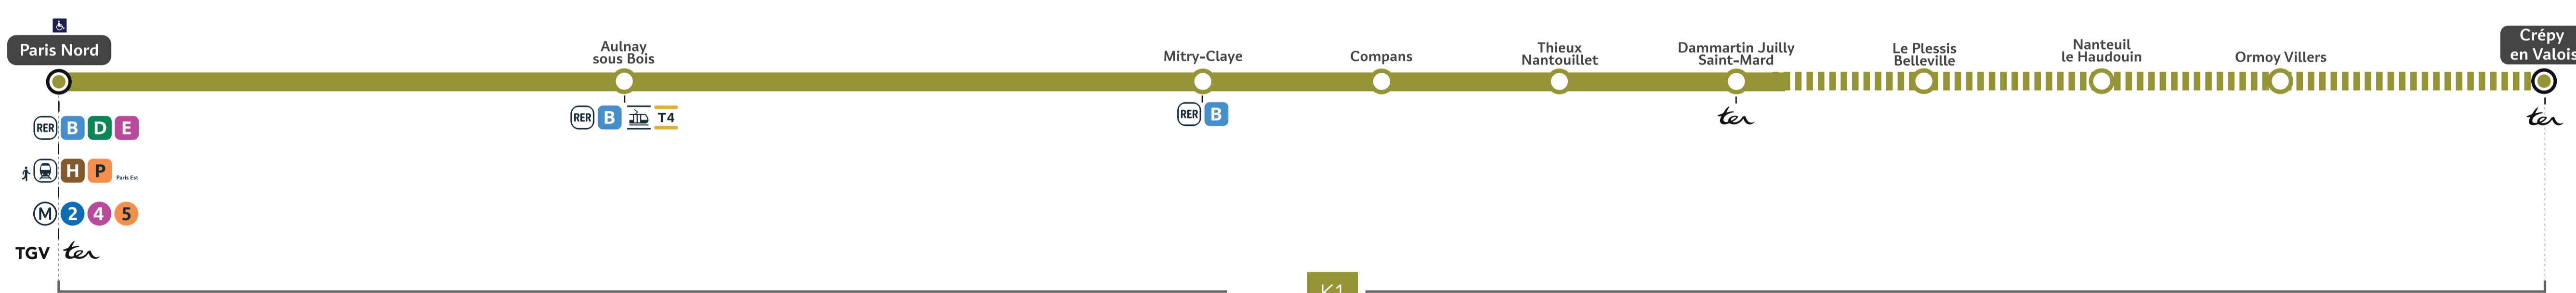 Paris Nord
Aulnay
sous Bois
Mitry-Claye
Compans
Thieux
Nantouillet
Dammartin Juilly
Saint-Mard
Le Plessis
Belleville
Nanteuil
le Haudouin
Ormoy Villers
Crépy
en Valois
RER B D E
RER B T4
RER B
ter
ter
H P Paris Est
M 2 4 5
TGV ter
K1